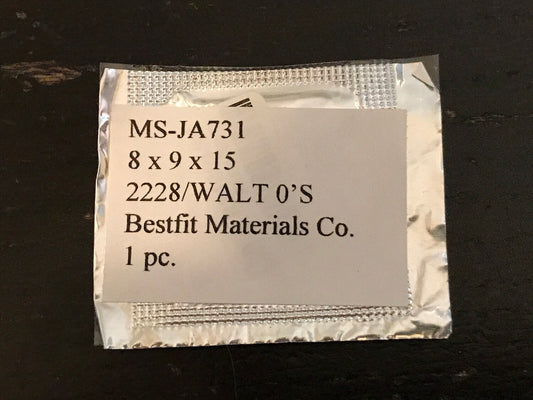 MS-JA731
8 x 9 x 15
2228/WALT 0'S
Bestfit Materials Co.
1 pc.